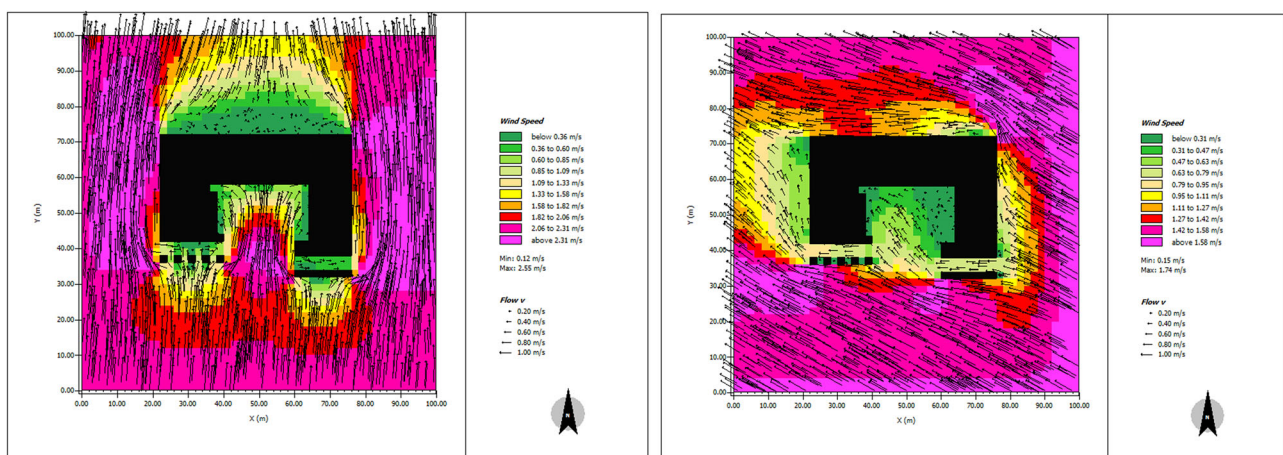 100.00
90.00
80.00
70.00
60.00
50.00
40.00
30.00
20.00
10.00
0.00
Y (m)
0.00 10.00 20.00 30.00 40.00 50.00 60.00 70.00 80.00 90.00 100.00
X (m)
Wind Speed
below 0.36 m/s
0.36 to 0.60 m/s
0.60 to 0.85 m/s
0.85 to 1.09 m/s
1.09 to 1.33 m/s
1.33 to 1.58 m/s
1.58 to 1.82 m/s
1.82 to 2.06 m/s
2.06 to 2.31 m/s
above 2.31 m/s
Min: 0.12 m/s
Max: 2.55 m/s
Flow v
0.20 m/s
0.40 m/s
0.60 m/s
0.80 m/s
1.00 m/s
N
100.00
90.00
80.00
70.00
60.00
50.00
40.00
30.00
20.00
10.00
0.00
Y (m)
0.00 10.00 20.00 30.00 40.00 50.00 60.00 70.00 80.00 90.00 100.00
X (m)
Wind Speed
below 0.31 m/s
0.31 to 0.47 m/s
0.47 to 0.63 m/s
0.63 to 0.79 m/s
0.79 to 0.95 m/s
0.95 to 1.11 m/s
1.11 to 1.27 m/s
1.27 to 1.42 m/s
1.42 to 1.58 m/s
above 1.58 m/s
Min: 0.15 m/s
Max: 1.74 m/s
Flow v
0.20 m/s
0.40 m/s
0.60 m/s
0.80 m/s
1.00 m/s
N